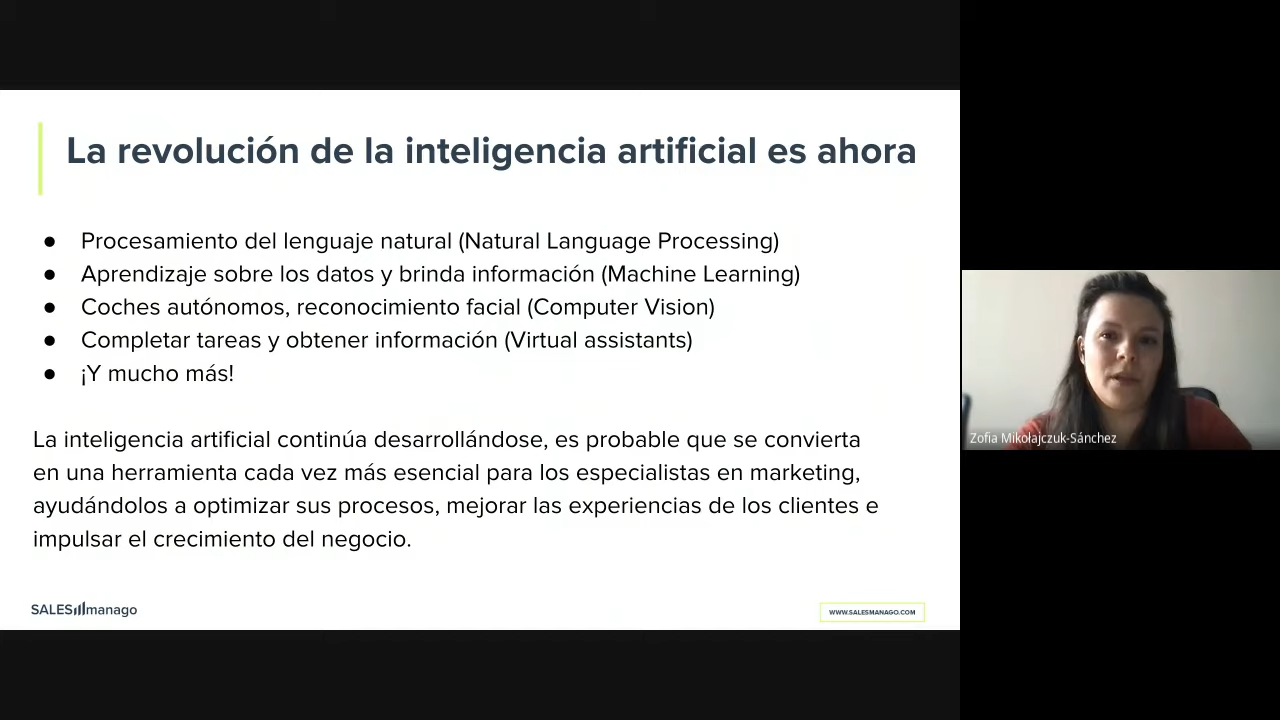 La revolución de la inteligencia artificial es ahora
● Procesamiento del lenguaje natural (Natural Language Processing)
● Aprendizaje sobre los datos y brinda información (Machine Learning)
● Coches autónomos, reconocimiento facial (Computer Vision)
● Completar tareas y obtener información (Virtual assistants)
● ¡Y mucho más!
La inteligencia artificial continúa desarrollándose, es probable que se convierta
en una herramienta cada vez más esencial para los especialistas en marketing,
ayudándolos a optimizar sus procesos, mejorar las experiencias de los clientes e
impulsar el crecimiento del negocio.
SALESmanago
WWW.SALESMANAGO.COM
Zofia Mikołajczuk-Sánchez